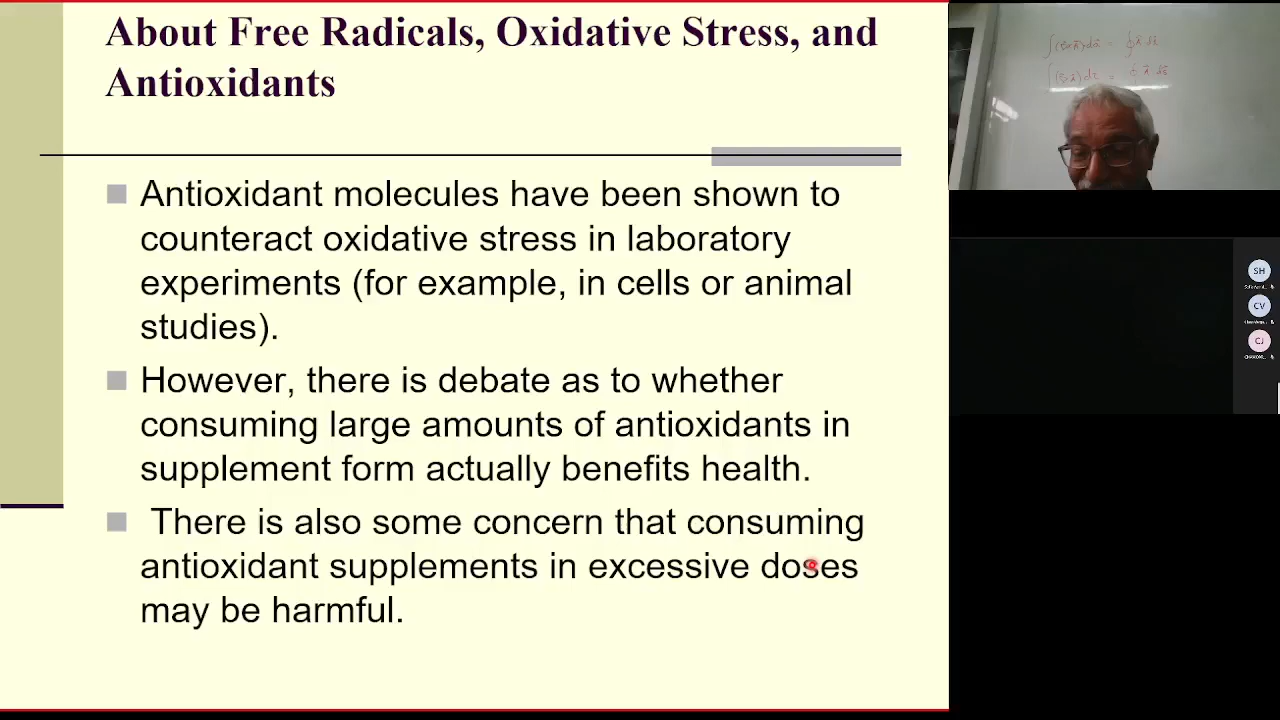 About Free Radicals, Oxidative Stress, and
Antioxidants
Antioxidant molecules have been shown to
counteract oxidative stress in laboratory
experiments (for example, in cells or animal
studies).
However, there is debate as to whether
consuming large amounts of antioxidants in
supplement form actually benefits health.
There is also some concern that consuming
antioxidant supplements in excessive doses
may be harmful.
SH
CV
CJ